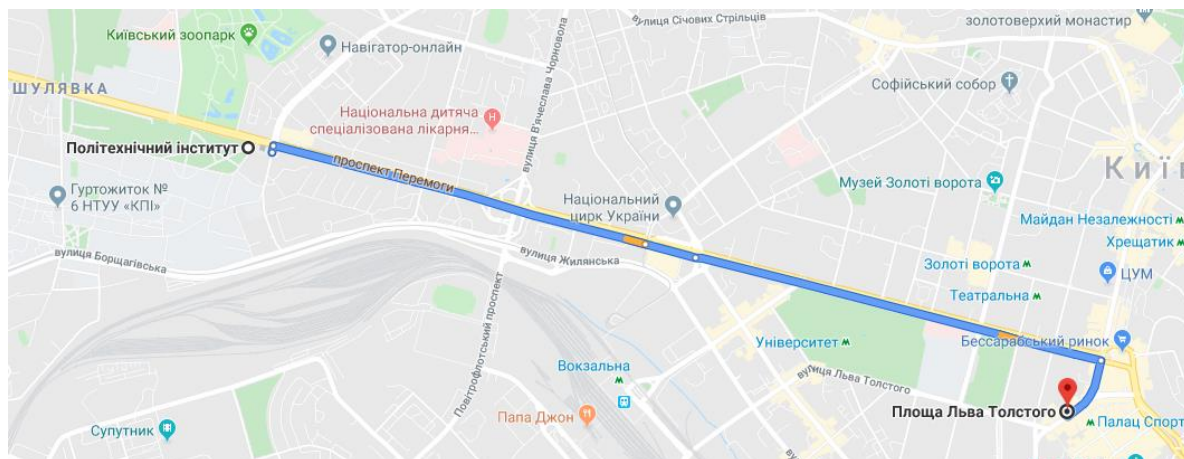 вулиця Січових Стрільців
золотоверхий монастир
Київський зоопарк
Навігатор-онлайн
ШУЛЯВКА
вулиця В'ячеслава Чорновола
Софійський собор
Національна дитяча
спеціалізована лікарня...
H
Політехнічний інститут
проспект Перемоги
Київ
Гуртожиток №
6 НТУУ «КПІ»
Національний
цирк України
Музей Золоті ворота
Майдан Незалежності
Хрещатик
вулиця Борщагівська
вулиця Жилянська
Золоті ворота
ЦУМ
Театральна
Повітрофлотський проспект
Університет
Бессарабський ринок
Вокзальна
вулиця Льва Толстого
Площа Льва Толстого
Палац Спорт
Папа Джон
Супутник